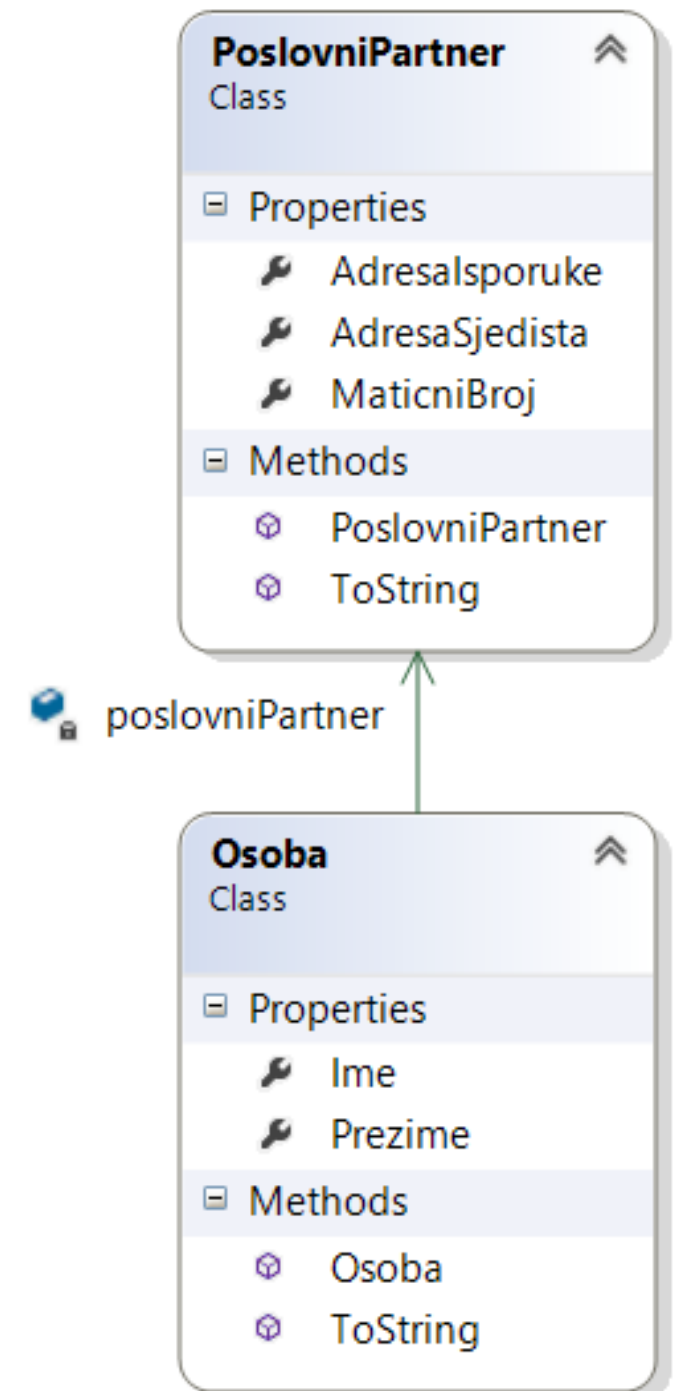 PoslovniPartner
Class
Properties
AdresaIsporuke
AdresaSjedista
MaticniBroj
Methods
PoslovniPartner
ToString
poslovniPartner
Osoba
Class
Properties
Ime
Prezime
Methods
Osoba
ToString